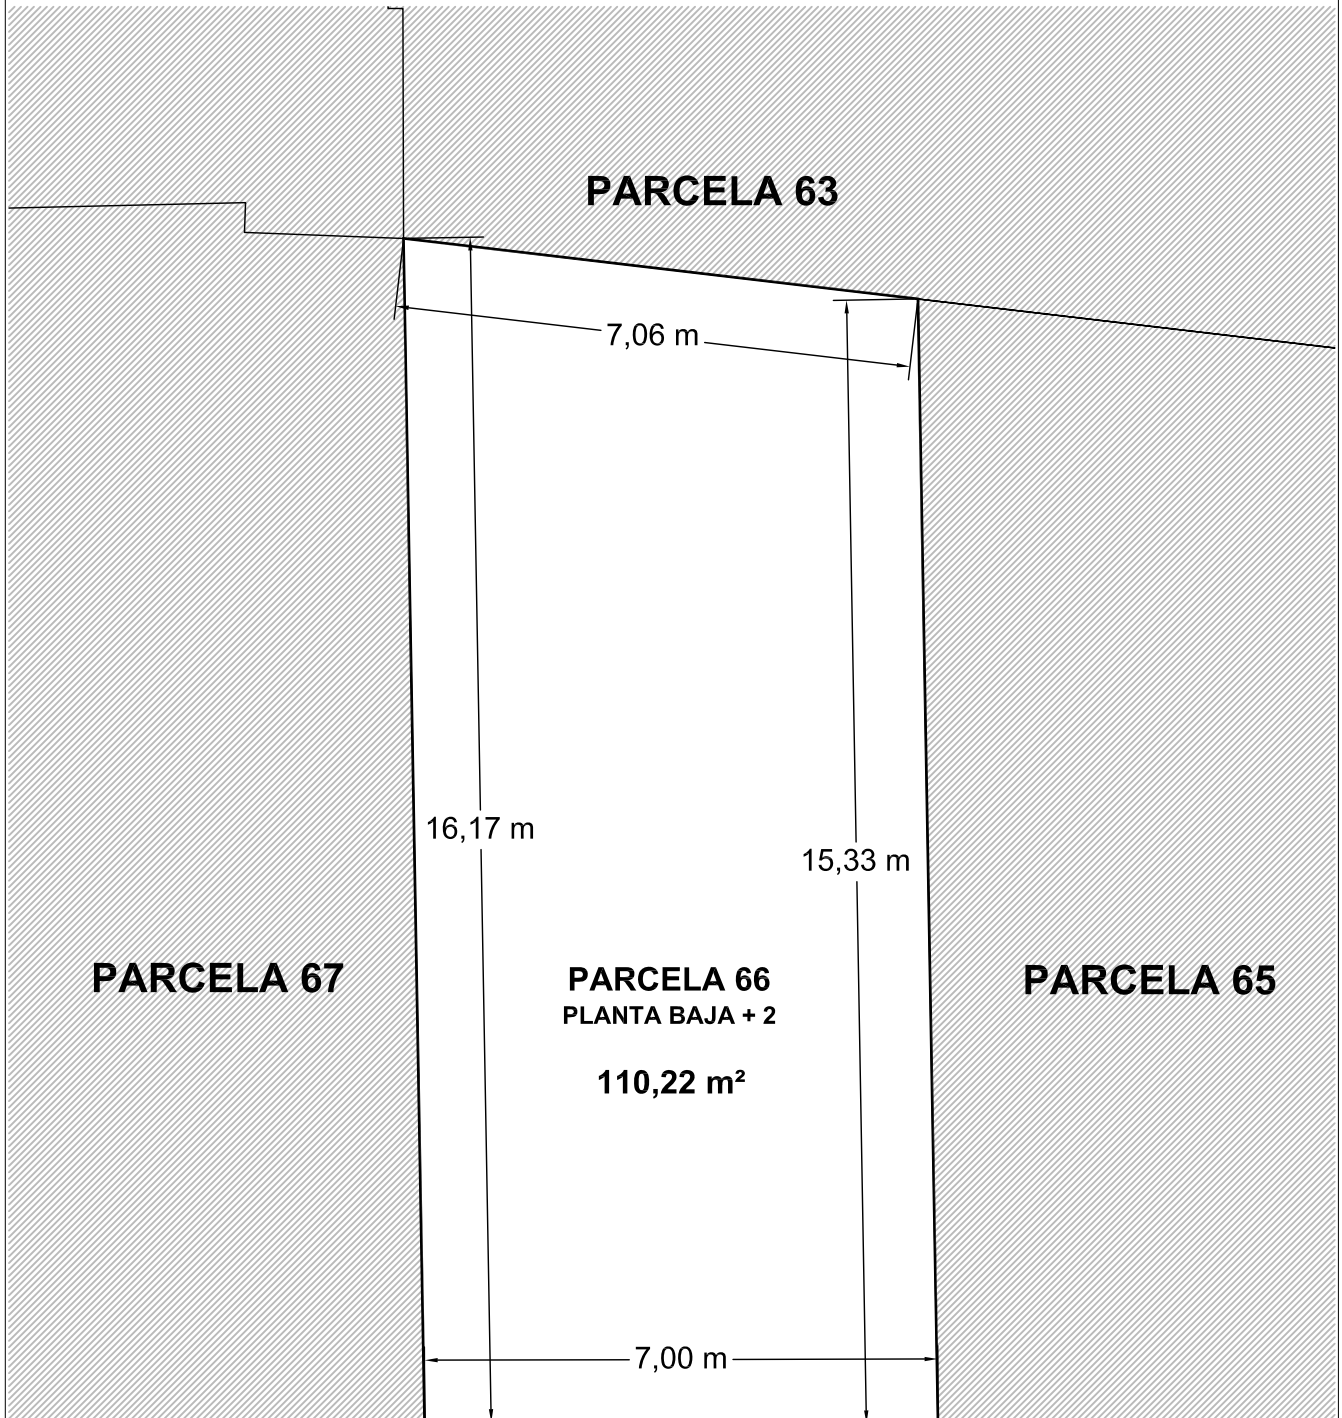 PARCELA 63
7,06 m
16,17 m
15,33 m
PARCELA 67
PARCELA 66
PLANTA BAJA + 2
110,22 m²
PARCELA 65
7,00 m